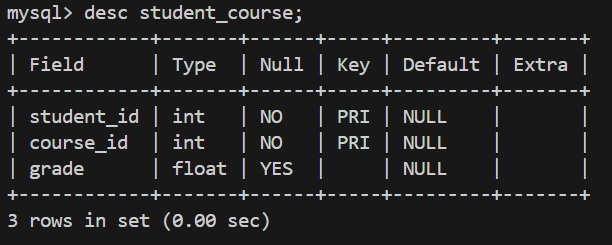 mysql> desc student_course;
+------------+-------+------+-----+---------+-------+
| Field      | Type  | Null | Key | Default | Extra |
+------------+-------+------+-----+---------+-------+
| student_id | int   | NO   | PRI | NULL    |       |
| course_id  | int   | NO   | PRI | NULL    |       |
| grade      | float | YES  |     | NULL    |       |
+------------+-------+------+-----+---------+-------+
3 rows in set (0.00 sec)